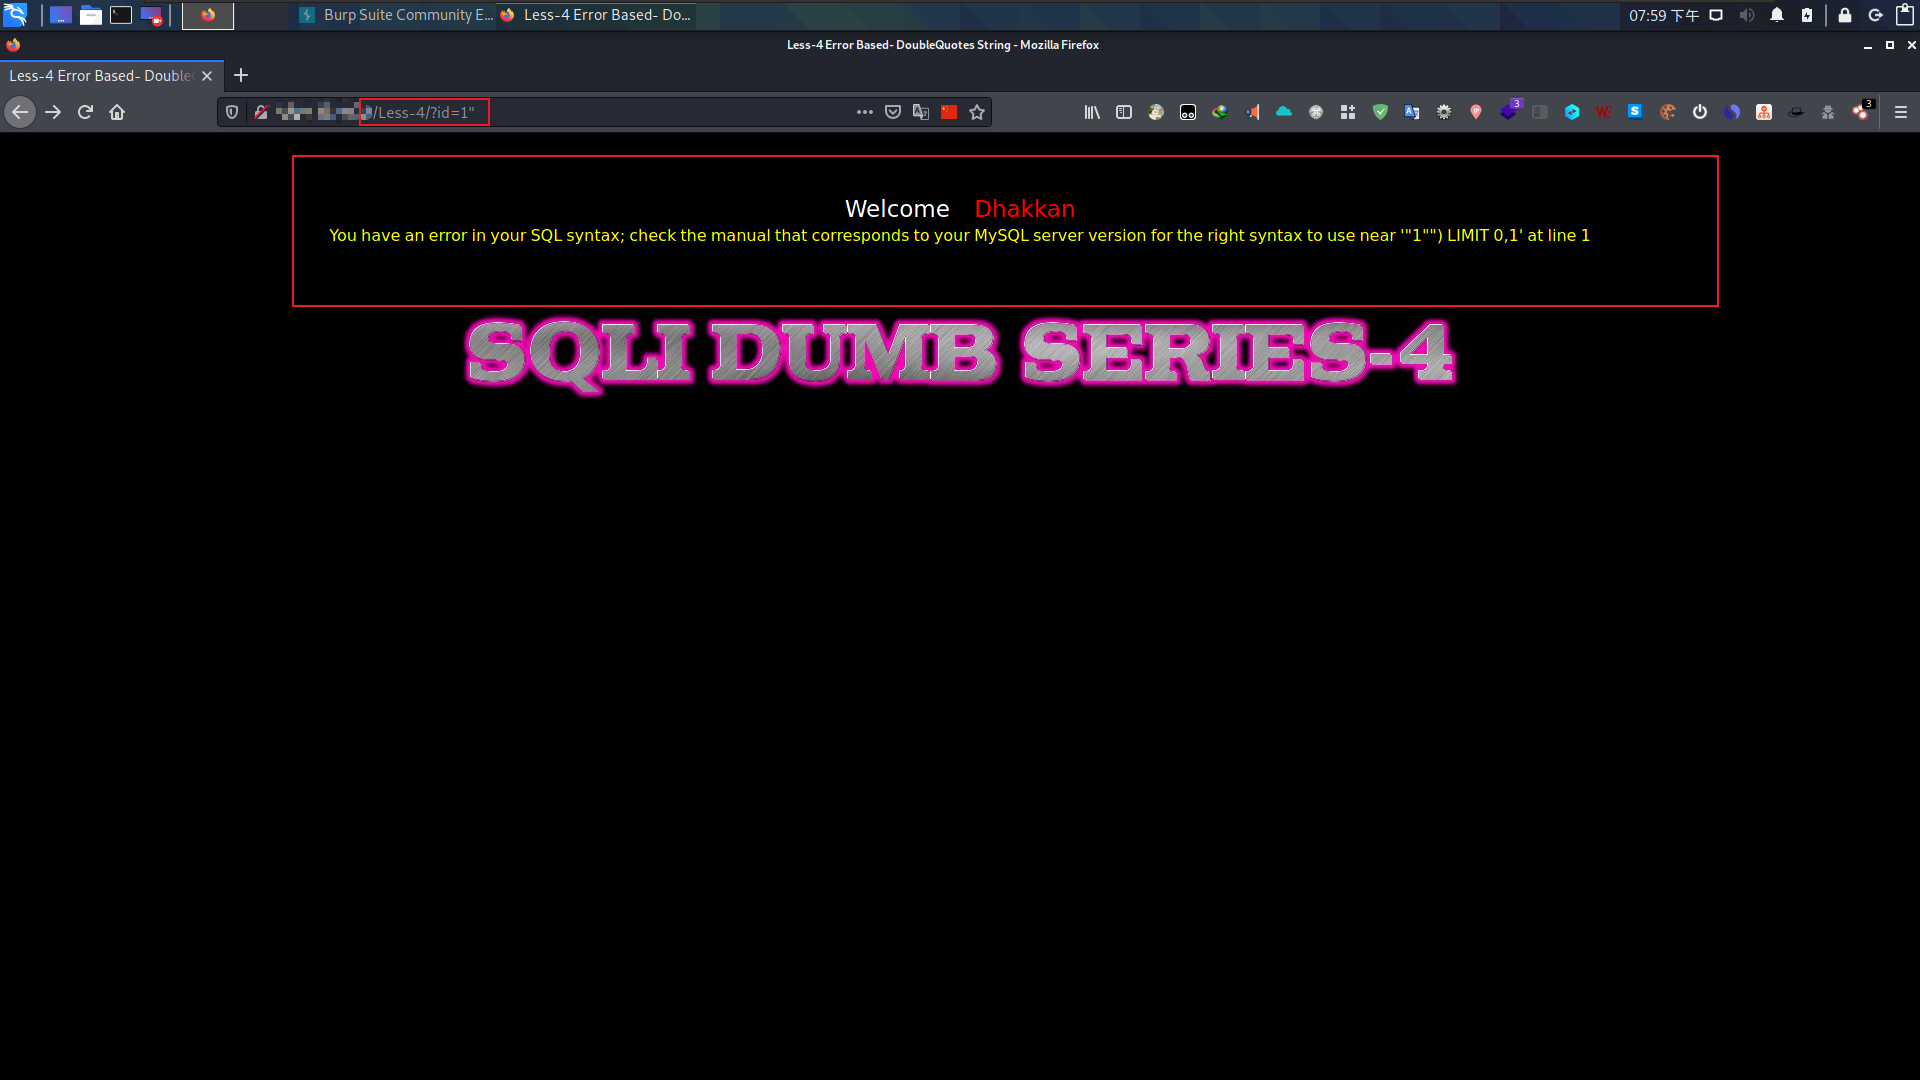 Burp Suite Community E...
Less-4 Error Based- Do...
07:59 下午
Less-4 Error Based- DoubleQuotes String - Mozilla Firefox
Less-4 Error Based- Double
/Less-4/?id=1"
3
3
Welcome Dhakkan
You have an error in your SQL syntax; check the manual that corresponds to your MySQL server version for the right syntax to use near '"1"") LIMIT 0,1' at line 1
SQLI DUMB SERIES-4